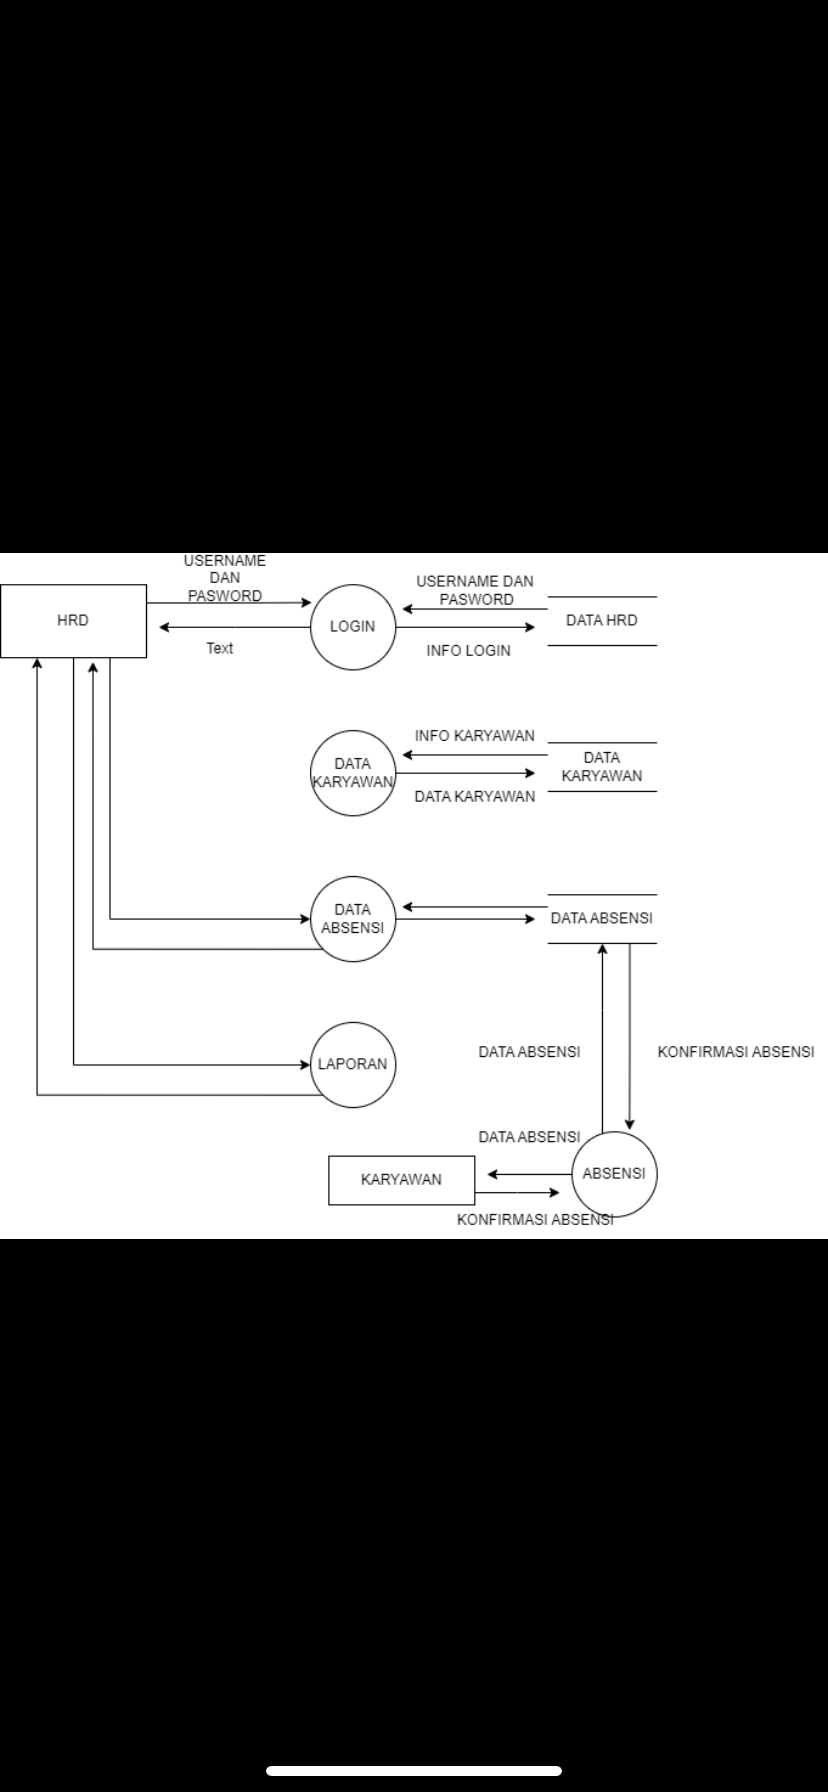 USERNAME
DAN
PASWORD
HRD
LOGIN
Text
USERNAME DAN
PASWORD
DATA HRD
INFO LOGIN
INFO KARYAWAN
DATA
KARYAWAN
DATA
KARYAWAN
DATA KARYAWAN
DATA
ABSENSI
DATA ABSENSI
LAPORAN
DATA ABSENSI
KONFIRMASI ABSENSI
DATA ABSENSI
KARYAWAN
ABSENSI
KONFIRMASI ABSENSI